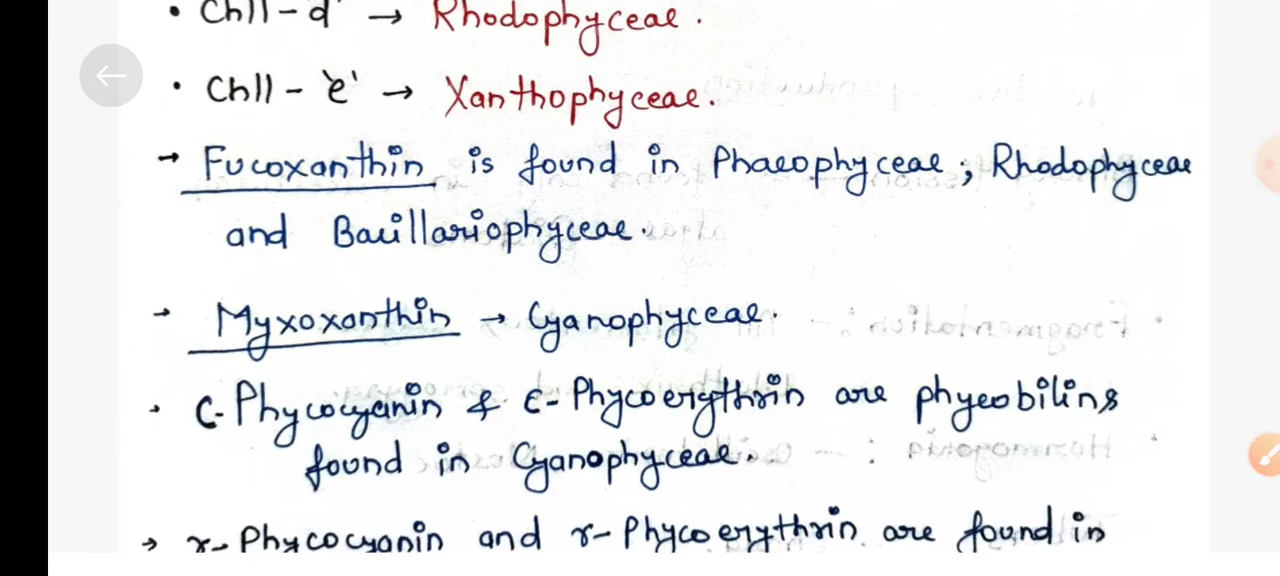 • Chll - d → Rhodophyceae.
• Chll - 'e' → Xanthophyceae.
→ Fucoxanthin is found in Phaeophyceae; Rhodophyceae
and Bacillariophyceae.
→ Myxoxanthin → Cyanophyceae.
• C-Phycocyanin & C-Phycoerythrin are phycobilins
found in Cyanophyceae.
→ r-Phycocyanin and r-Phycoerythrin are found in